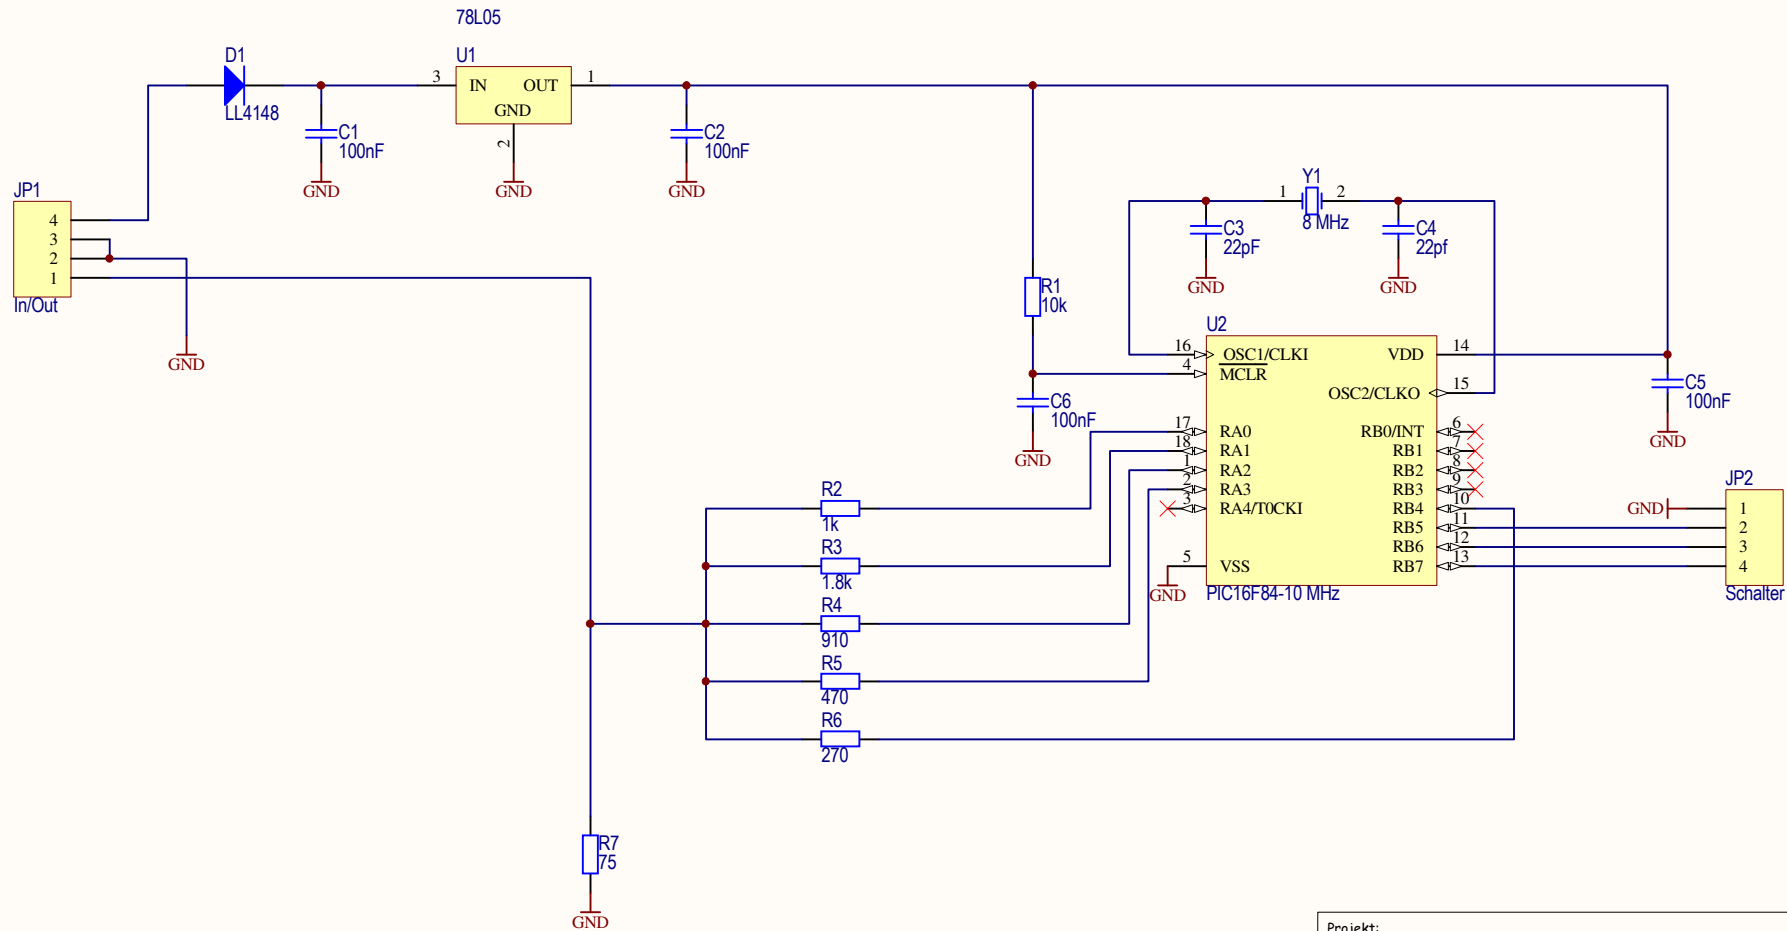 78L05
D1
U1
3
IN
OUT
1
GND
2
LL4148
C1
100nF
C2
100nF
GND
GND
GND
JP1
4
3
2
1
In/Out
GND
Y1
1
2
8 MHz
C3
22pF
C4
22pf
GND
GND
R1
10k
U2
16
OSC1/CLKI
VDD
14
4
MCLR
OSC2/CLKO
15
C5
100nF
GND
C6
100nF
GND
17
RA0
RB0/INT
6
18
RA1
RB1
7
1
RA2
RB2
8
2
RA3
RB3
9
3
RA4/T0CKI
RB4
10
RB5
11
RB6
12
5
VSS
RB7
13
GND
PIC16F84-10 MHz
JP2
GND
1
2
3
4
Schalter
R2
1k
R3
1.8k
R4
910
R5
470
R6
270
R7
75
GND
Projekt: